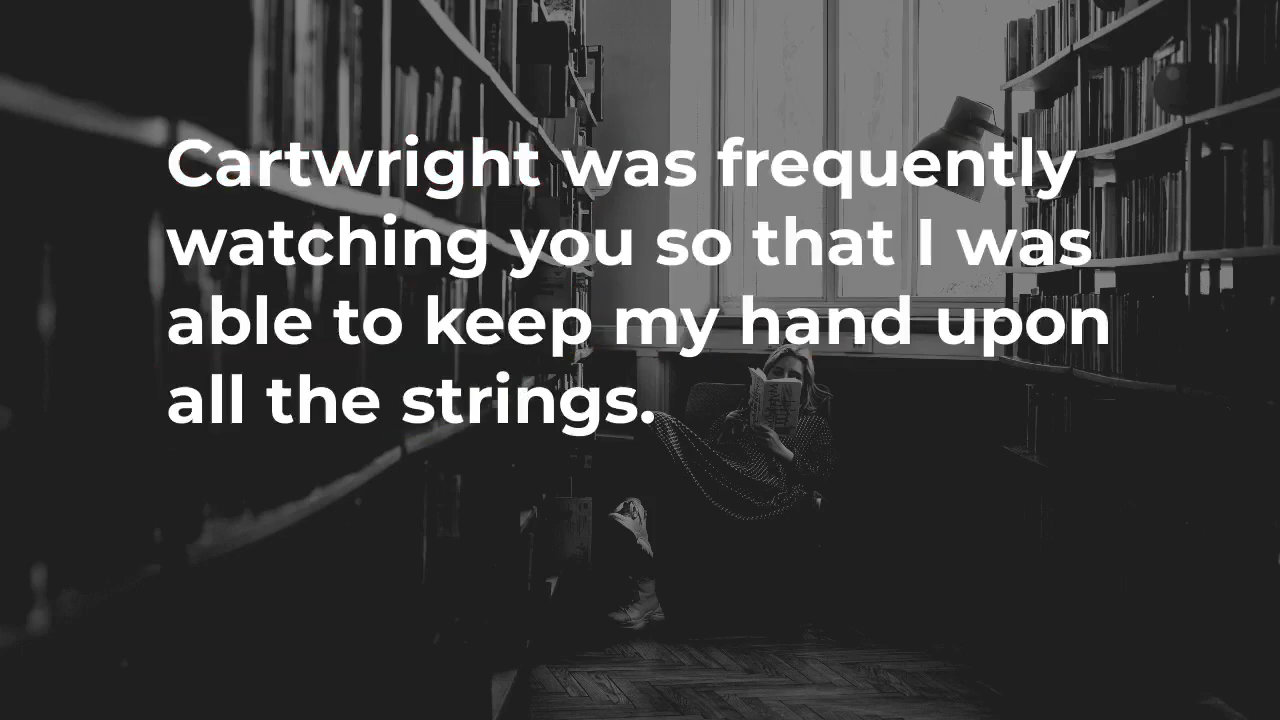 Cartwright was frequently
watching you so that I was
able to keep my hand upon
all the strings.